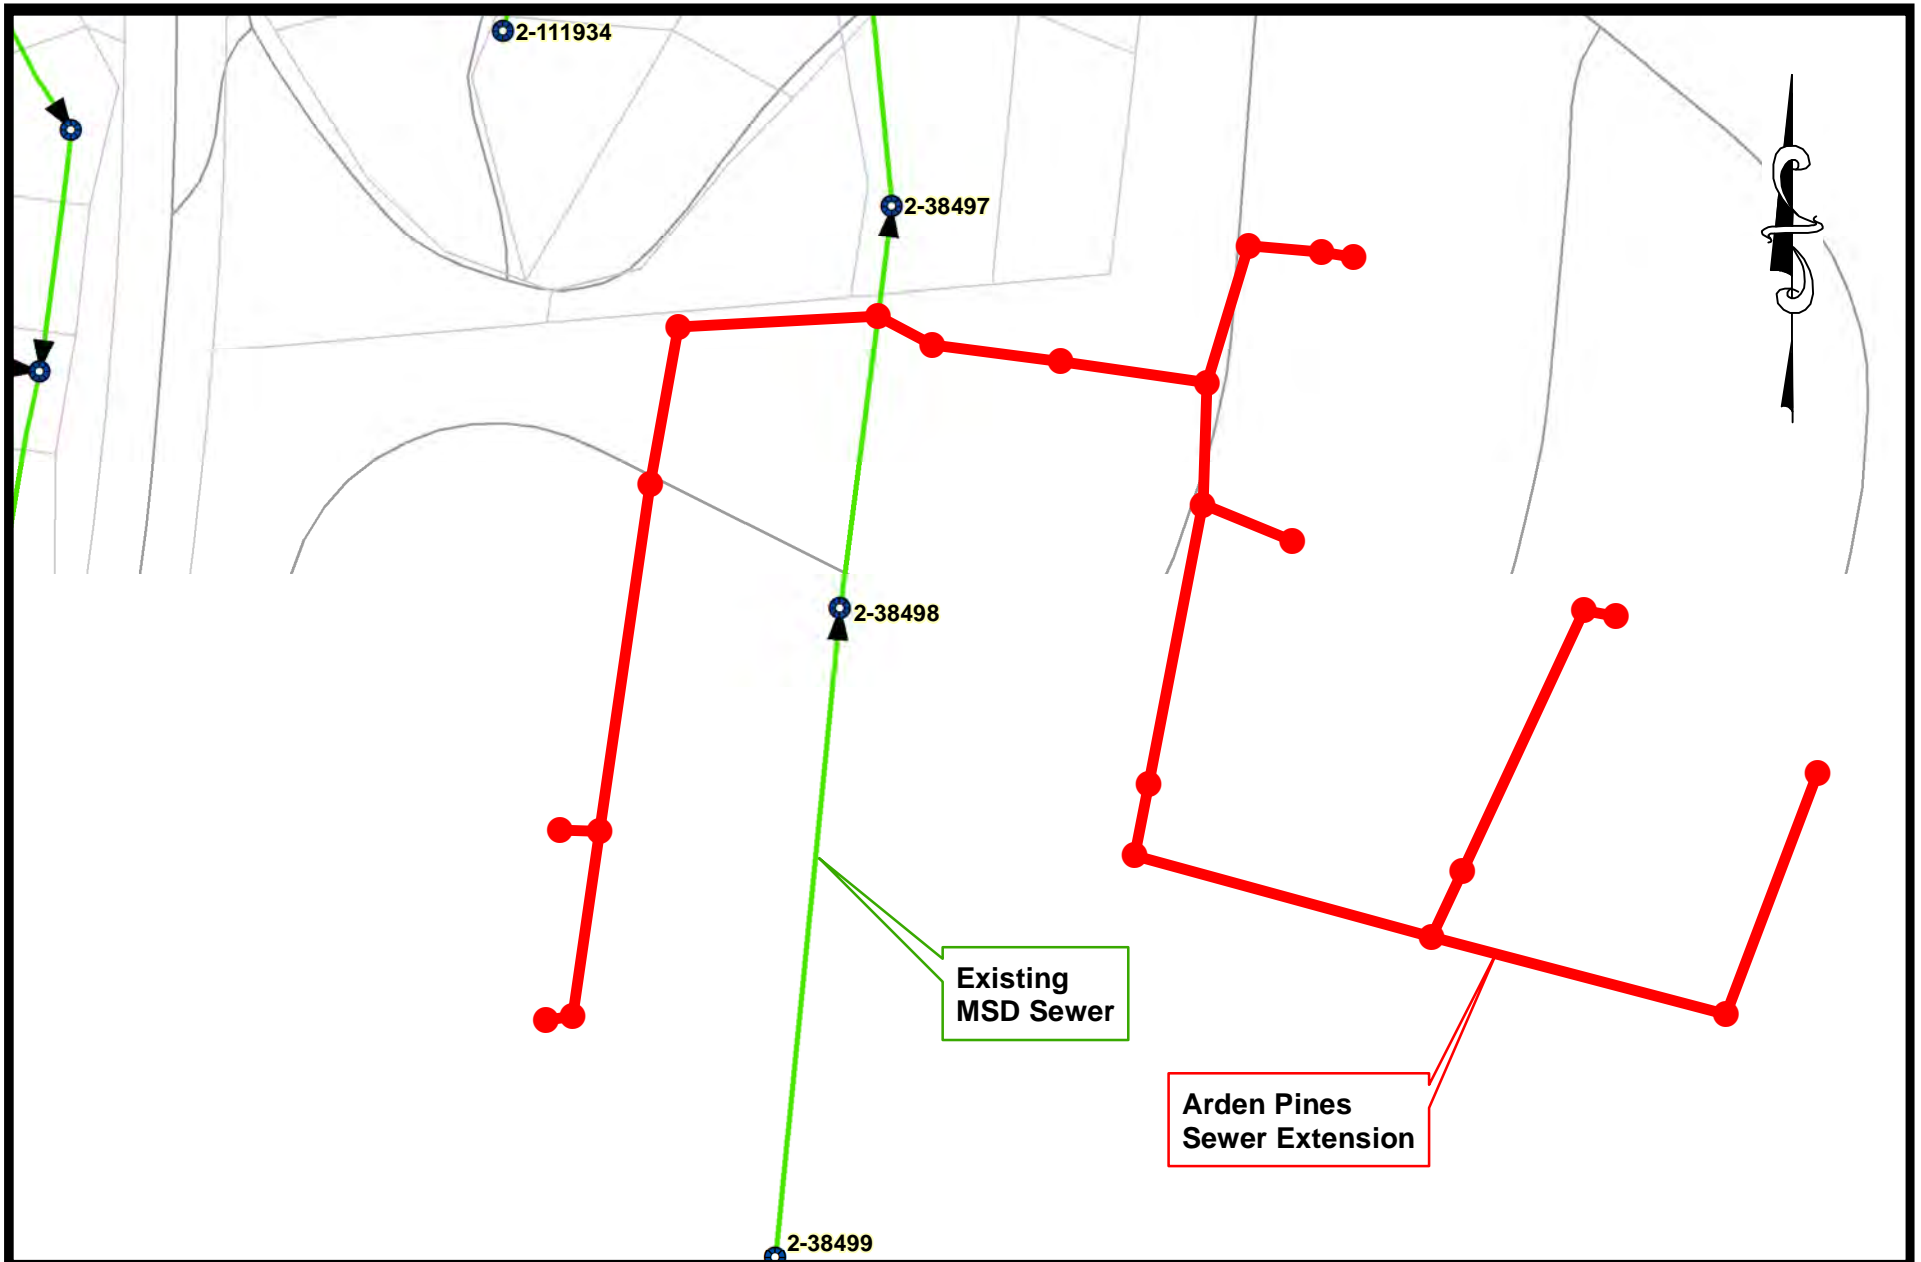 2-111934
2-38497
2-38498
Existing
MSD Sewer
Arden Pines
Sewer Extension
2-38499